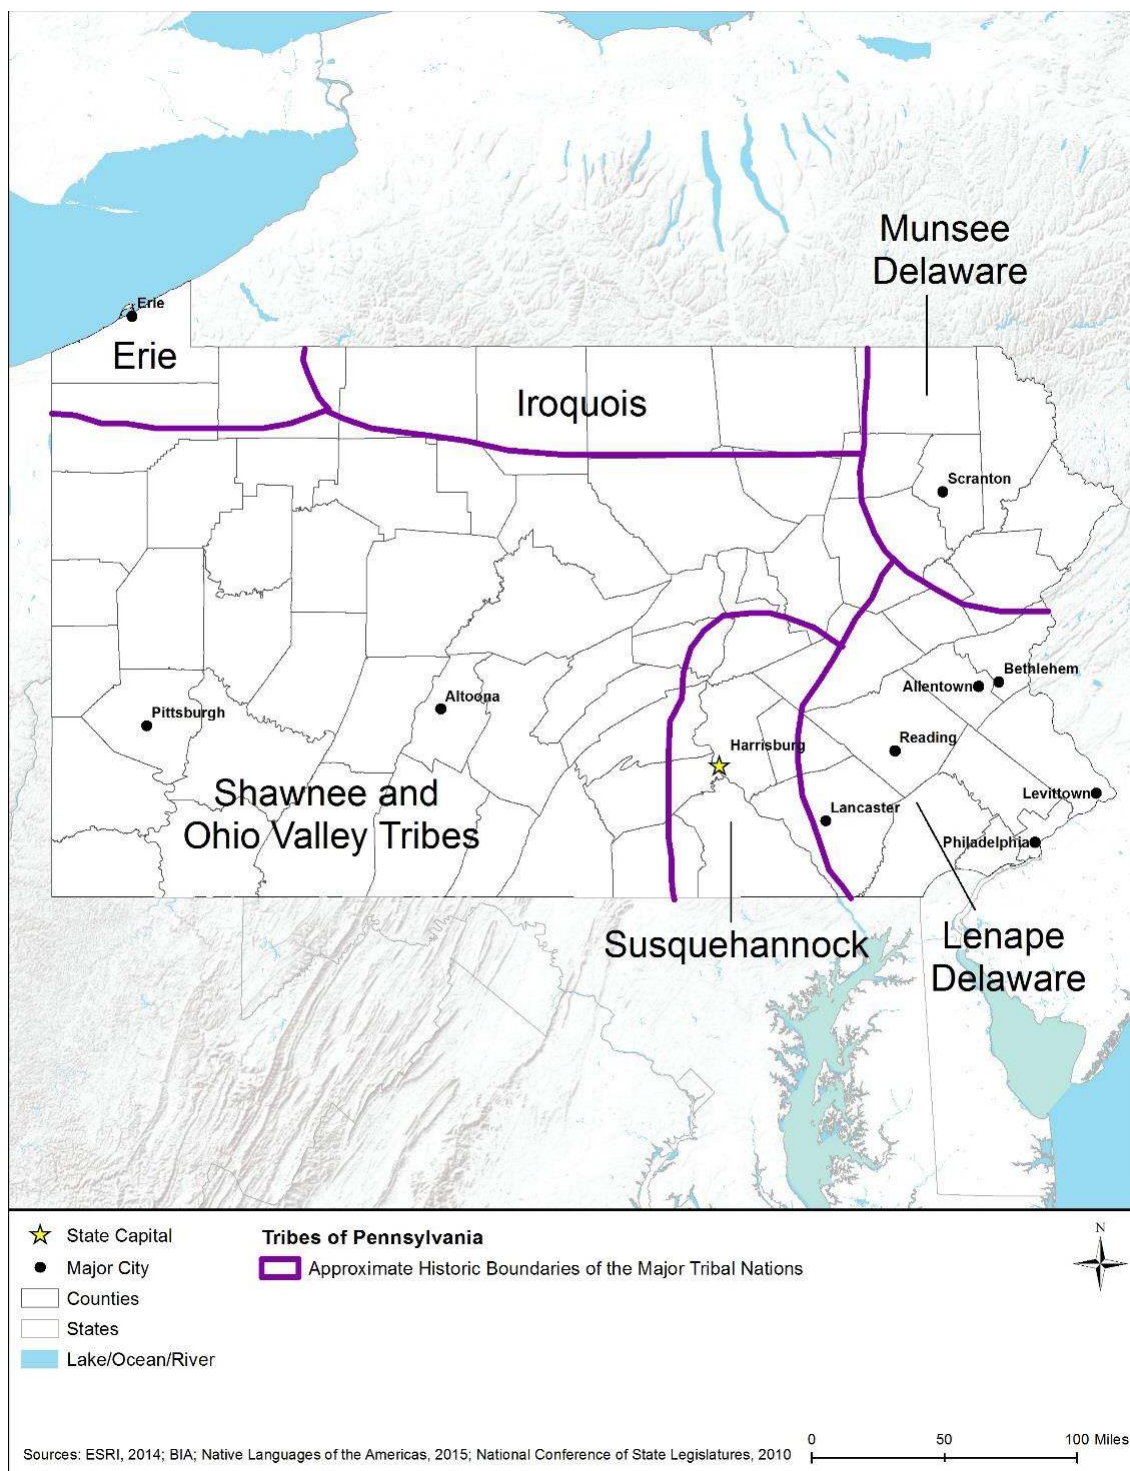 Munsee
Delaware
Erie
Erie
Iroquois
Scranton
Bethlehem
Allentown
Altoona
Pittsburgh
Harrisburg
Reading
Shawnee and
Ohio Valley Tribes
Levittown
Lancaster
Philadelphia
Susquehannock
Lenape
Delaware
State Capital
Major City
Counties
States
Lake/Ocean/River
Tribes of Pennsylvania
Approximate Historic Boundaries of the Major Tribal Nations
N
Sources: ESRI, 2014; BIA; Native Languages of the Americas, 2015; National Conference of State Legislatures, 2010
0 50 100 Miles